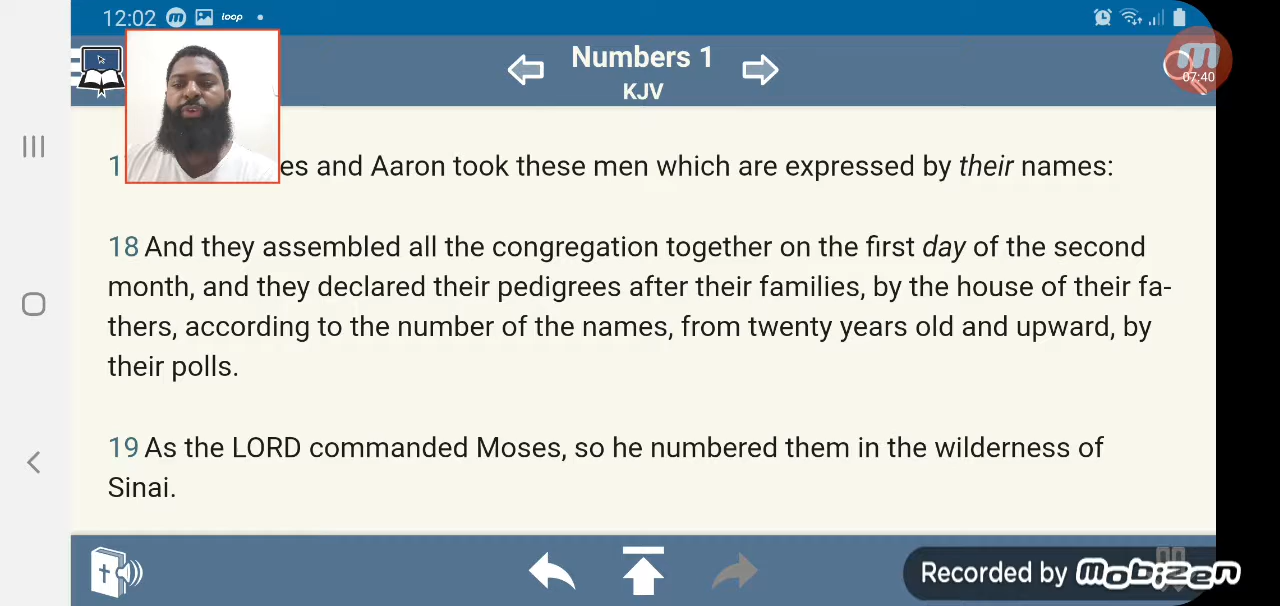 12:02 loop
Numbers 1
KJV
07:40
1 es and Aaron took these men which are expressed by their names:
18 And they assembled all the congregation together on the first day of the second
month, and they declared their pedigrees after their families, by the house of their fa-
thers, according to the number of the names, from twenty years old and upward, by
their polls.
19 As the LORD commanded Moses, so he numbered them in the wilderness of
Sinai.
Recorded by mobizen